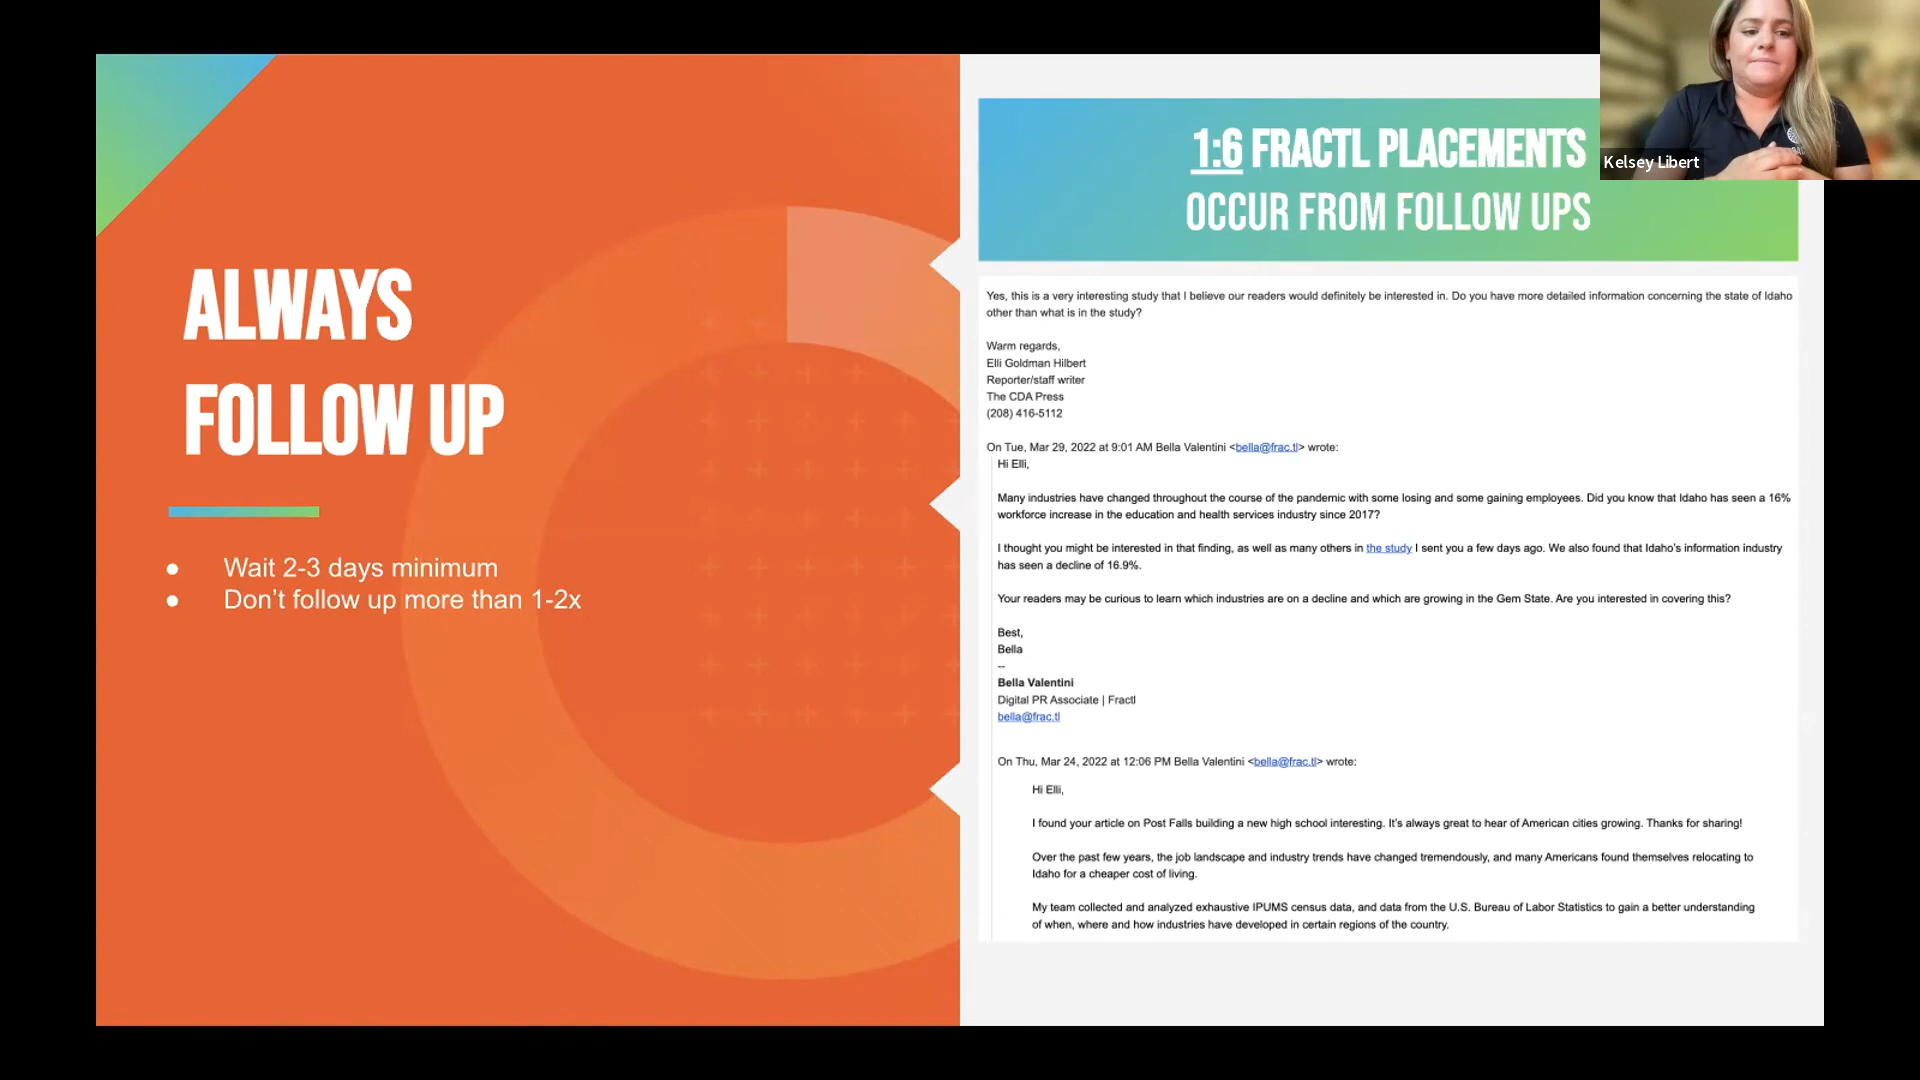 ALWAYS
FOLLOW UP
● Wait 2-3 days minimum
● Don't follow up more than 1-2x
1:6 FRACTL PLACEMENTS
OCCUR FROM FOLLOW UPS
Kelsey Libert
Yes, this is a very interesting study that I believe our readers would definitely be interested in. Do you have more detailed information concerning the state of Idaho
other than what is in the study?
Warm regards,
Elli Goldman Hilbert
Reporter/staff writer
The CDA Press
(208) 416-5112
On Tue, Mar 29, 2022 at 9:01 AM Bella Valentini <bella@frac.tl> wrote:
Hi Elli,
Many industries have changed throughout the course of the pandemic with some losing and some gaining employees. Did you know that Idaho has seen a 16%
workforce increase in the education and health services industry since 2017?
I thought you might be interested in that finding, as well as many others in the study I sent you a few days ago. We also found that Idaho's information industry
has seen a decline of 16.9%.
Your readers may be curious to learn which industries are on a decline and which are growing in the Gem State. Are you interested in covering this?
Best,
Bella
--
Bella Valentini
Digital PR Associate | Fractl
bella@frac.tl
On Thu, Mar 24, 2022 at 12:06 PM Bella Valentini <bella@frac.tl> wrote:
Hi Elli,
I found your article on Post Falls building a new high school interesting. It's always great to hear of American cities growing. Thanks for sharing!
Over the past few years, the job landscape and industry trends have changed tremendously, and many Americans found themselves relocating to
Idaho for a cheaper cost of living.
My team collected and analyzed exhaustive IPUMS census data, and data from the U.S. Bureau of Labor Statistics to gain a better understanding
of when, where and how industries have developed in certain regions of the country.